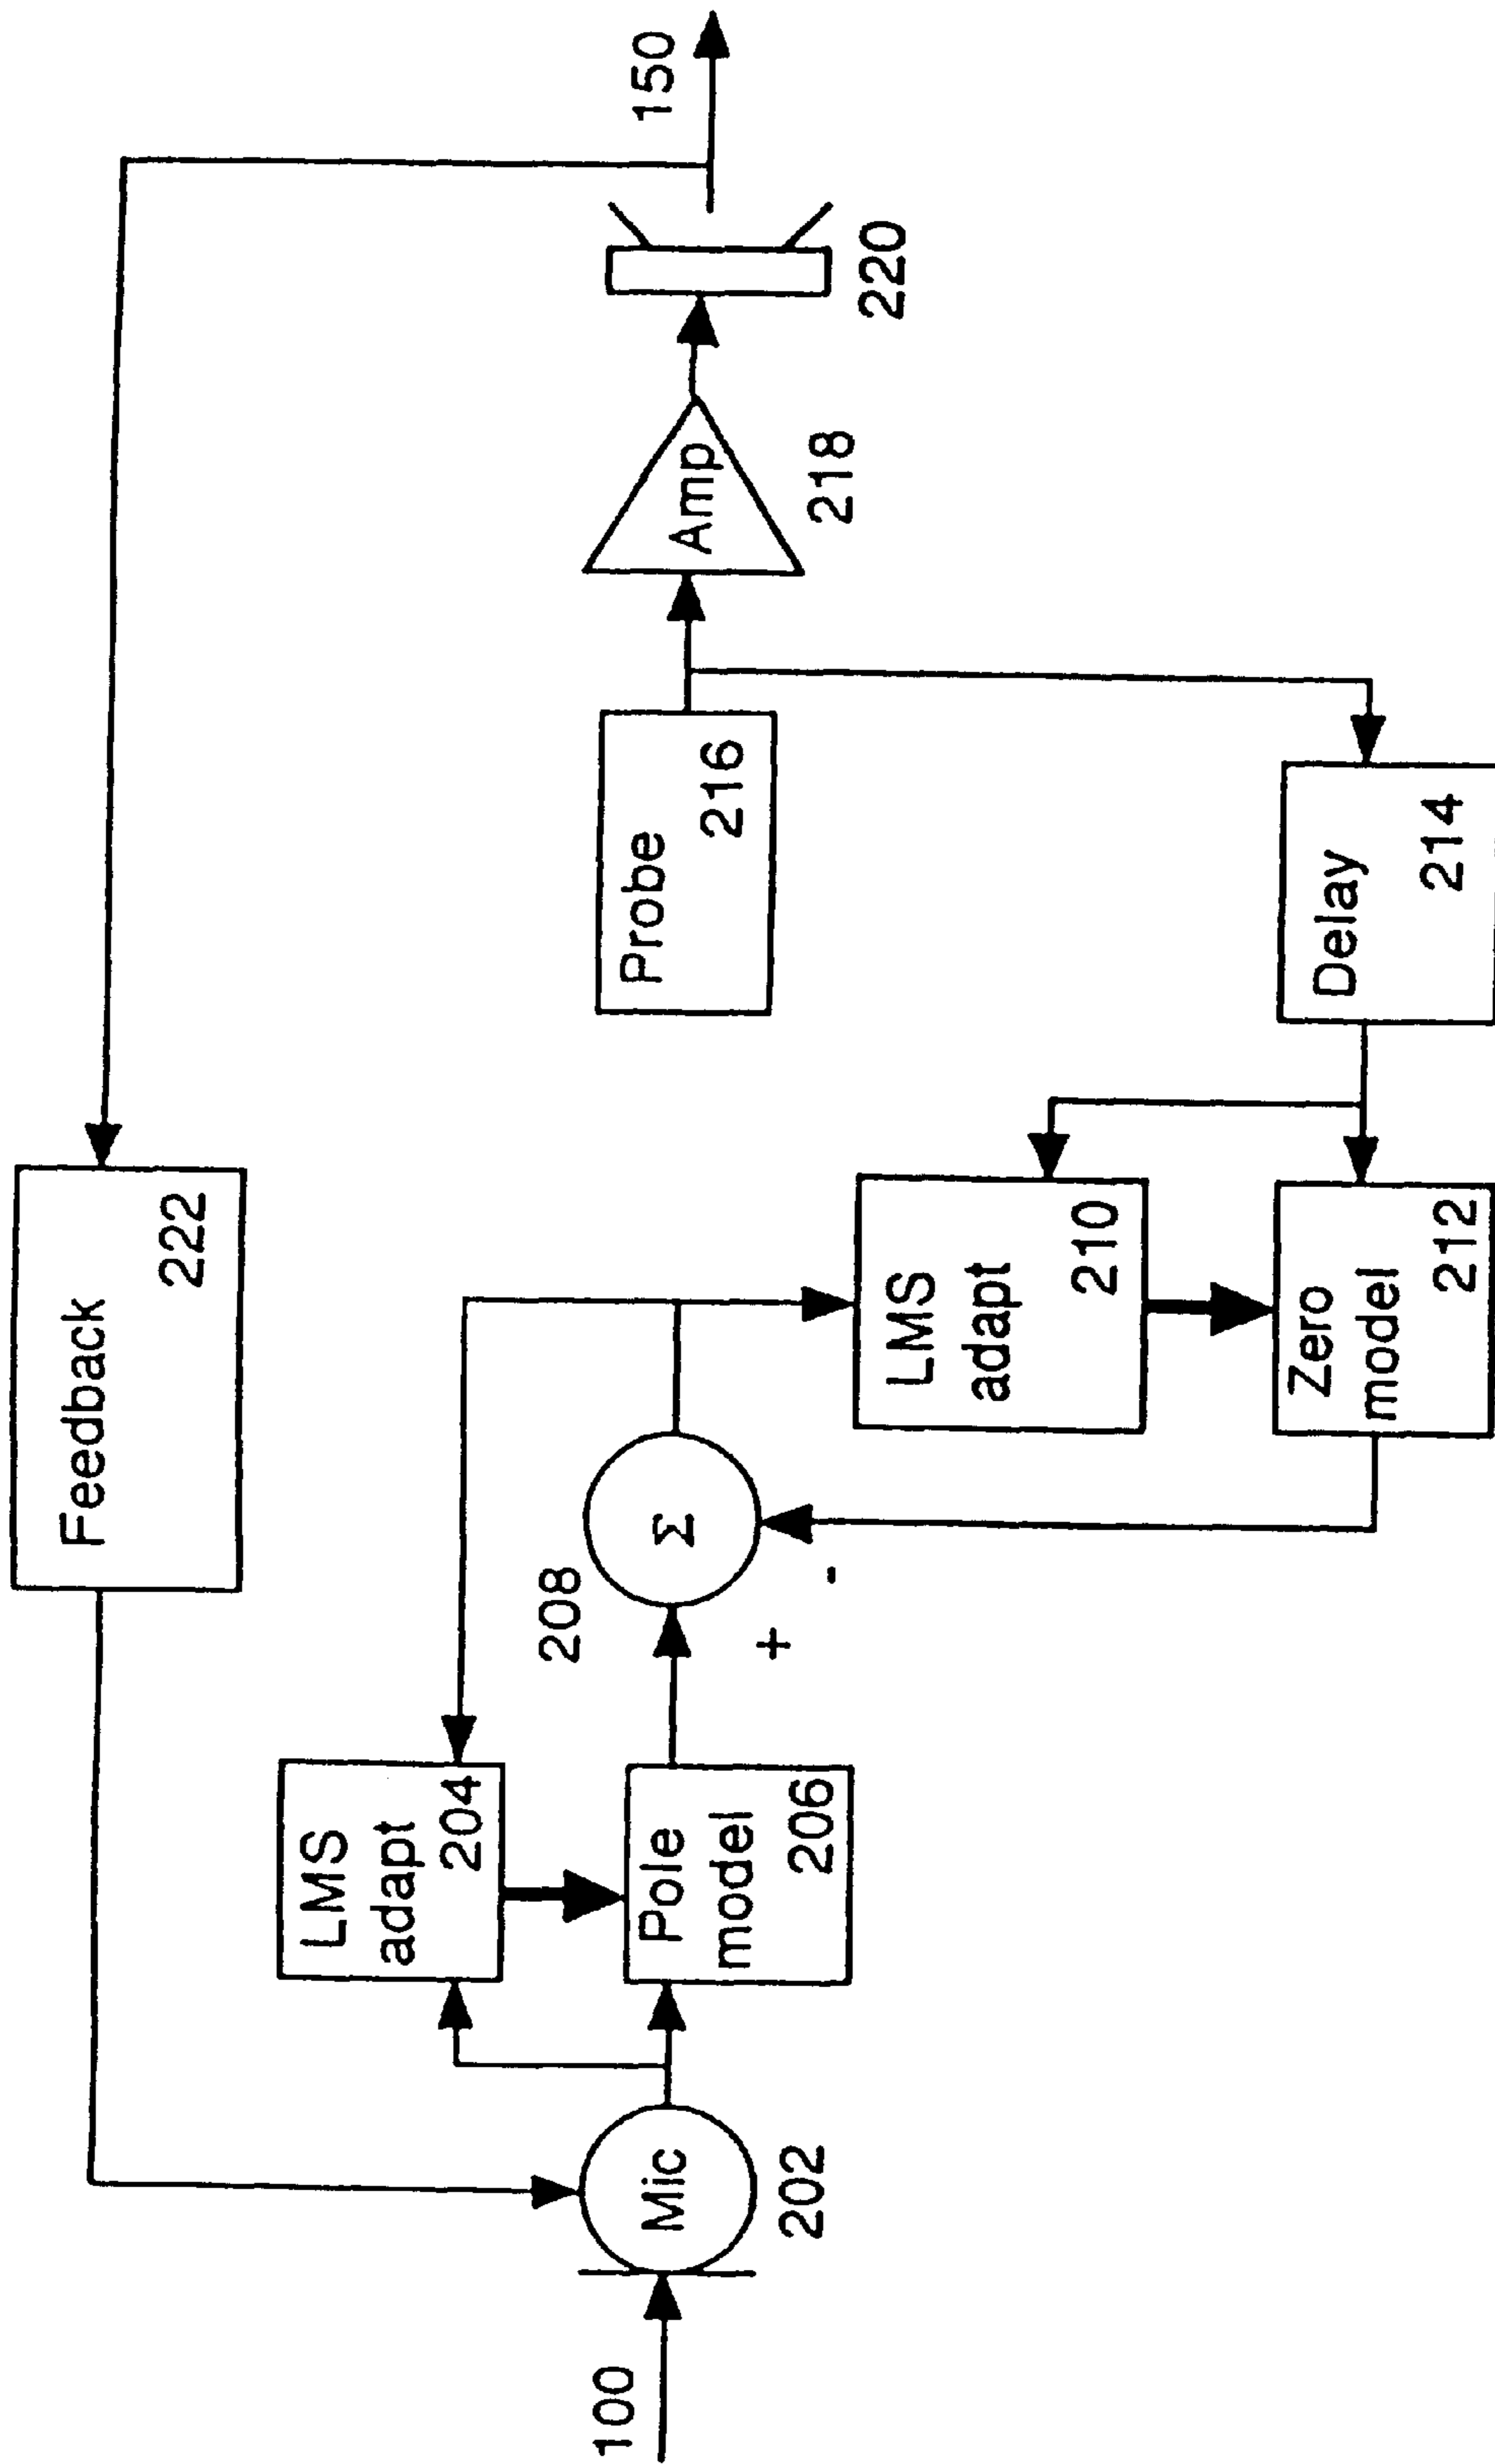 Feedback
222
150
LMS
adapt
204
208
Σ
Probe
216
Amp
218
220
100
Mic
202
Pole
model
206
+
-
LMS
adapt
210
Zero
model
212
Delay
214